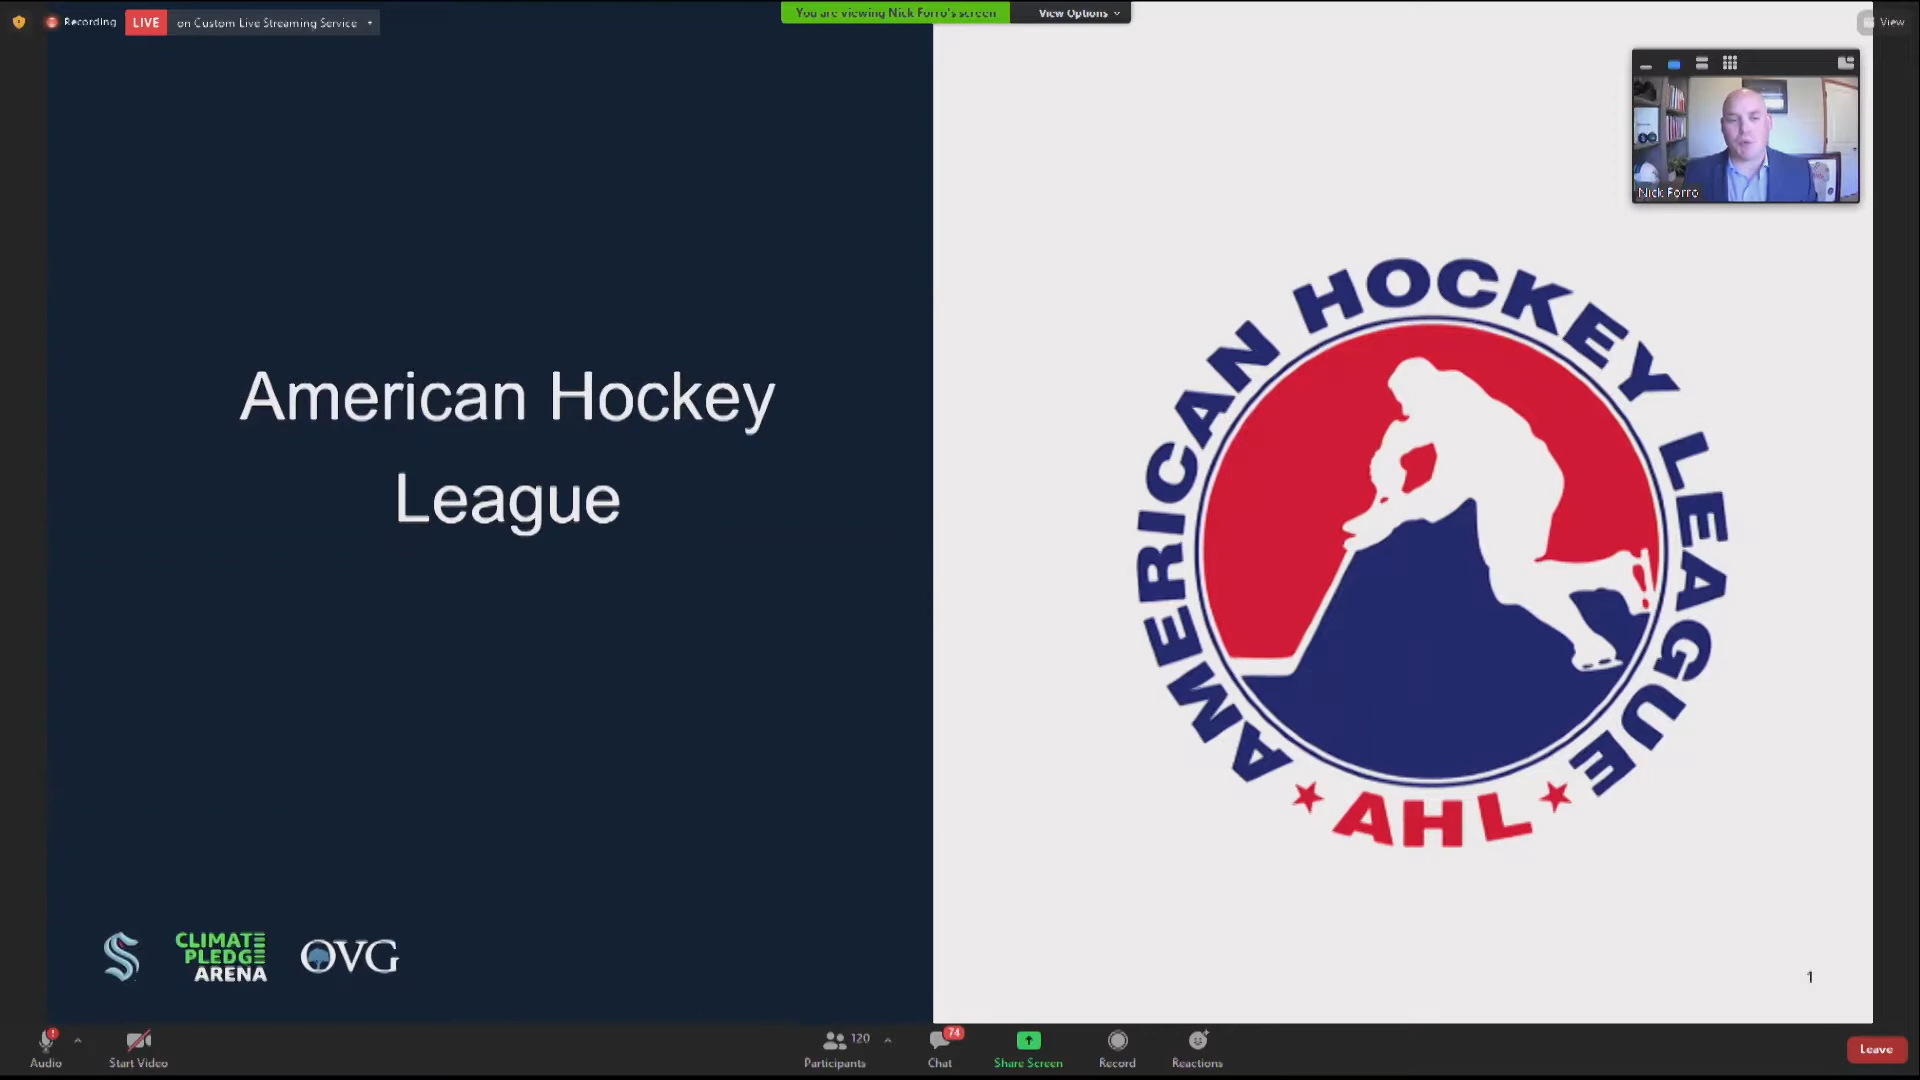 Recording
LIVE
on Custom Live Streaming Service
You are viewing Nick Forro's screen
View Options
View
Nick Forro
American Hockey
League
AMERICAN HOCKEY LEAGUE
AHL
CLIMATE
PLEDGE
ARENA
OVG
1
Audio
Start Video
120
Participants
74
Chat
Share Screen
Record
Reactions
Leave